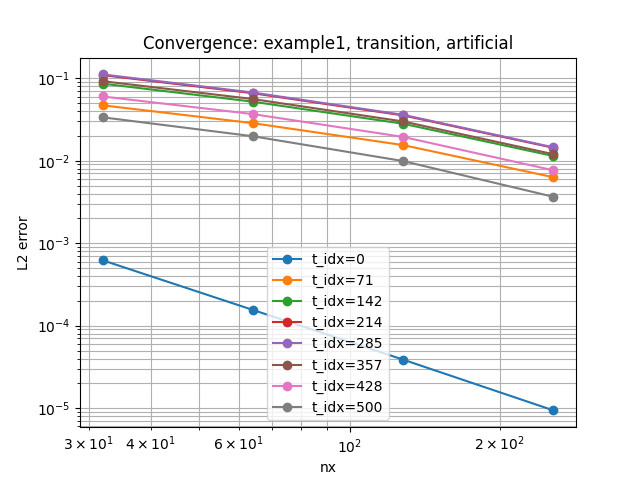 Convergence: example1, transition, artificial
L2 error
10⁻¹
10⁻²
10⁻³
10⁻⁴
10⁻⁵
t_idx=0
t_idx=71
t_idx=142
t_idx=214
t_idx=285
t_idx=357
t_idx=428
t_idx=500
3 × 10¹
4 × 10¹
6 × 10¹
10²
2 × 10²
nx